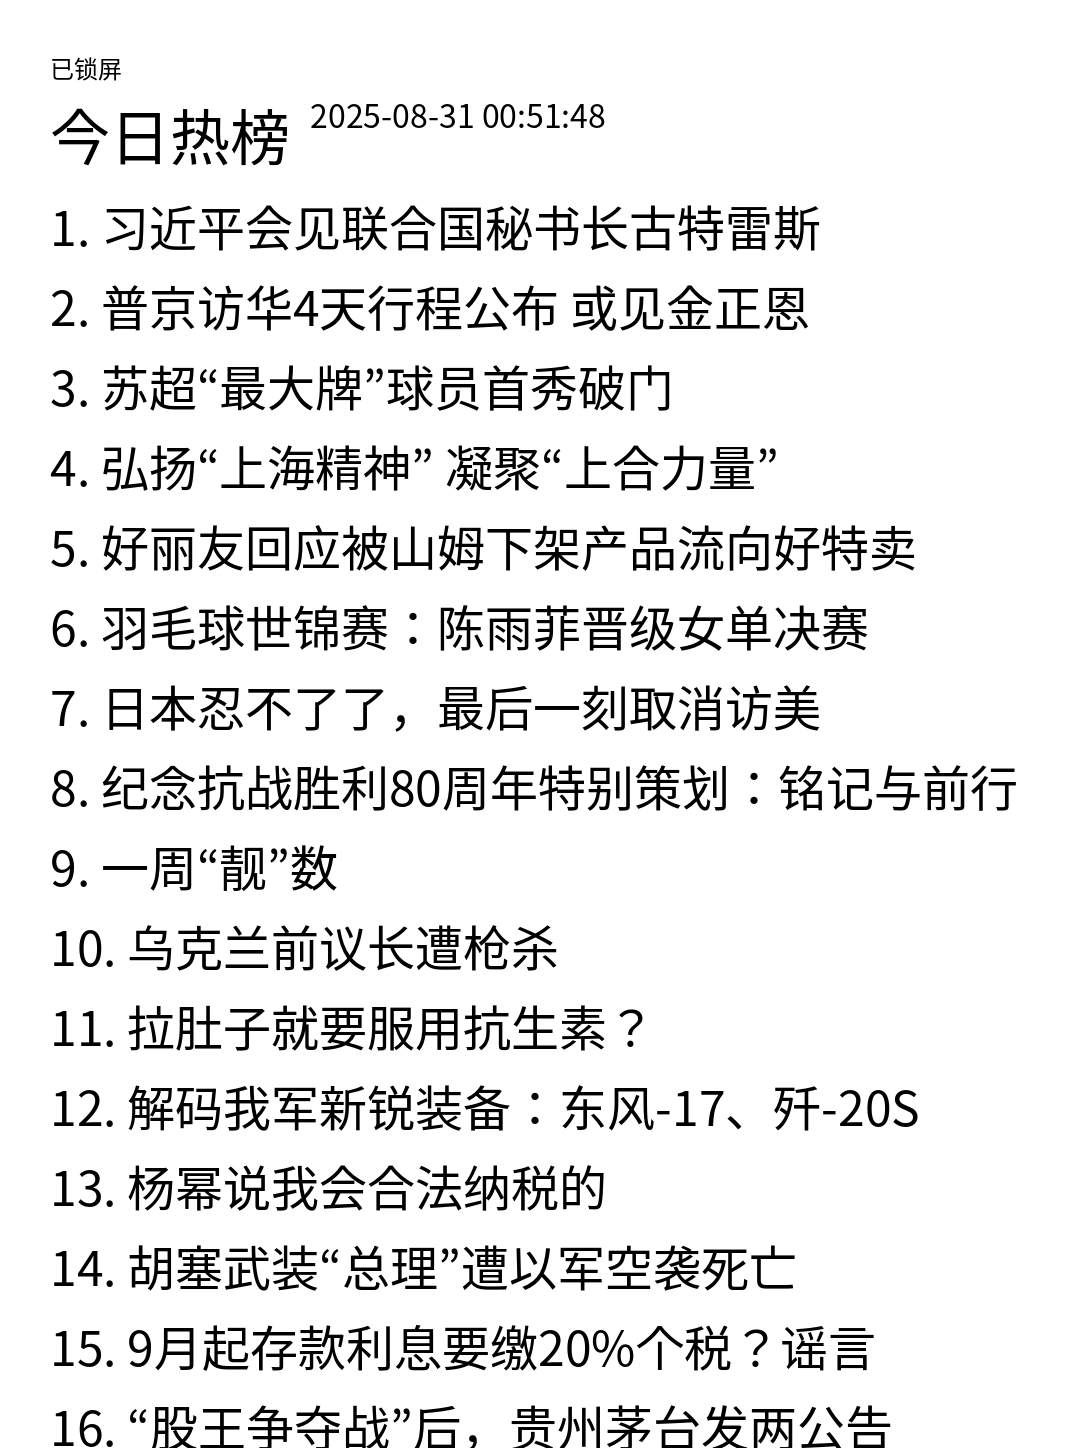 已锁屏
今日热榜 2025-08-31 00:51:48
1. 习近平会见联合国秘书长古特雷斯
2. 普京访华4天行程公布 或见金正恩
3. 苏超“最大牌”球员首秀破门
4. 弘扬“上海精神” 凝聚“上合力量”
5. 好丽友回应被山姆下架产品流向好特卖
6. 羽毛球世锦赛：陈雨菲晋级女单决赛
7. 日本忍不了了，最后一刻取消访美
8. 纪念抗战胜利80周年特别策划：铭记与前行
9. 一周“靓”数
10. 乌克兰前议长遭枪杀
11. 拉肚子就要服用抗生素？
12. 解码我军新锐装备：东风-17、歼-20S
13. 杨幂说我会合法纳税的
14. 胡塞武装“总理”遭以军空袭死亡
15. 9月起存款利息要缴20%个税？谣言
16. “股王争夺战”后，贵州茅台发两公告